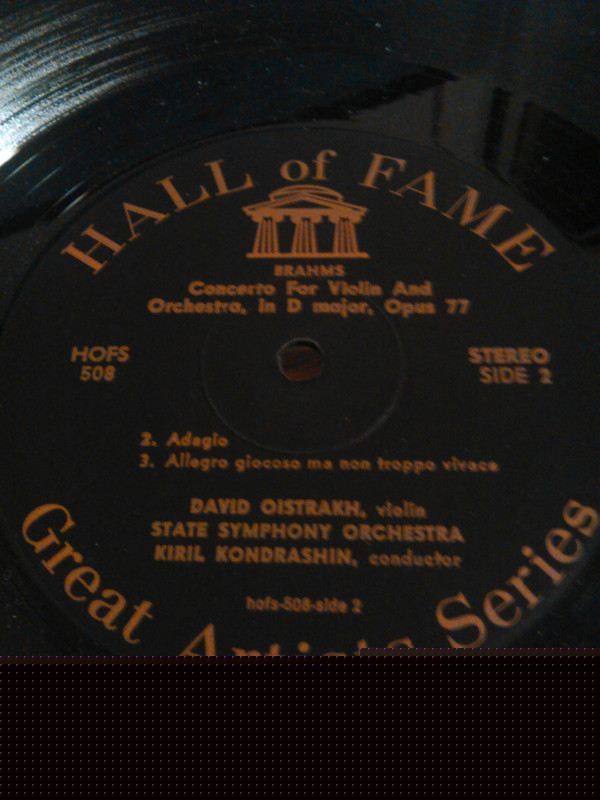 HALL of FAME
BRAHMS
Concerto For Violin And
Orchestra, in D major, Opus 77
HOFS
508
STEREO
SIDE 2
2. Adagio
3. Allegro giocoso ma non troppo vivace
DAVID OISTRAKH, violin
STATE SYMPHONY ORCHESTRA
KIRIL KONDRASHIN, conductor
hofs-508-side 2
Great Artists Series